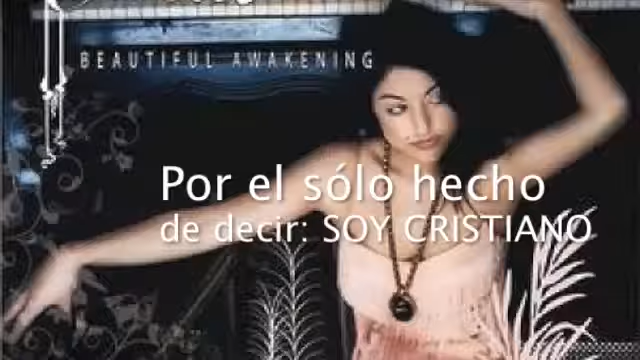 BEAUTIFUL AWAKENING
Por el sólo hecho
de decir: SOY CRISTIANO